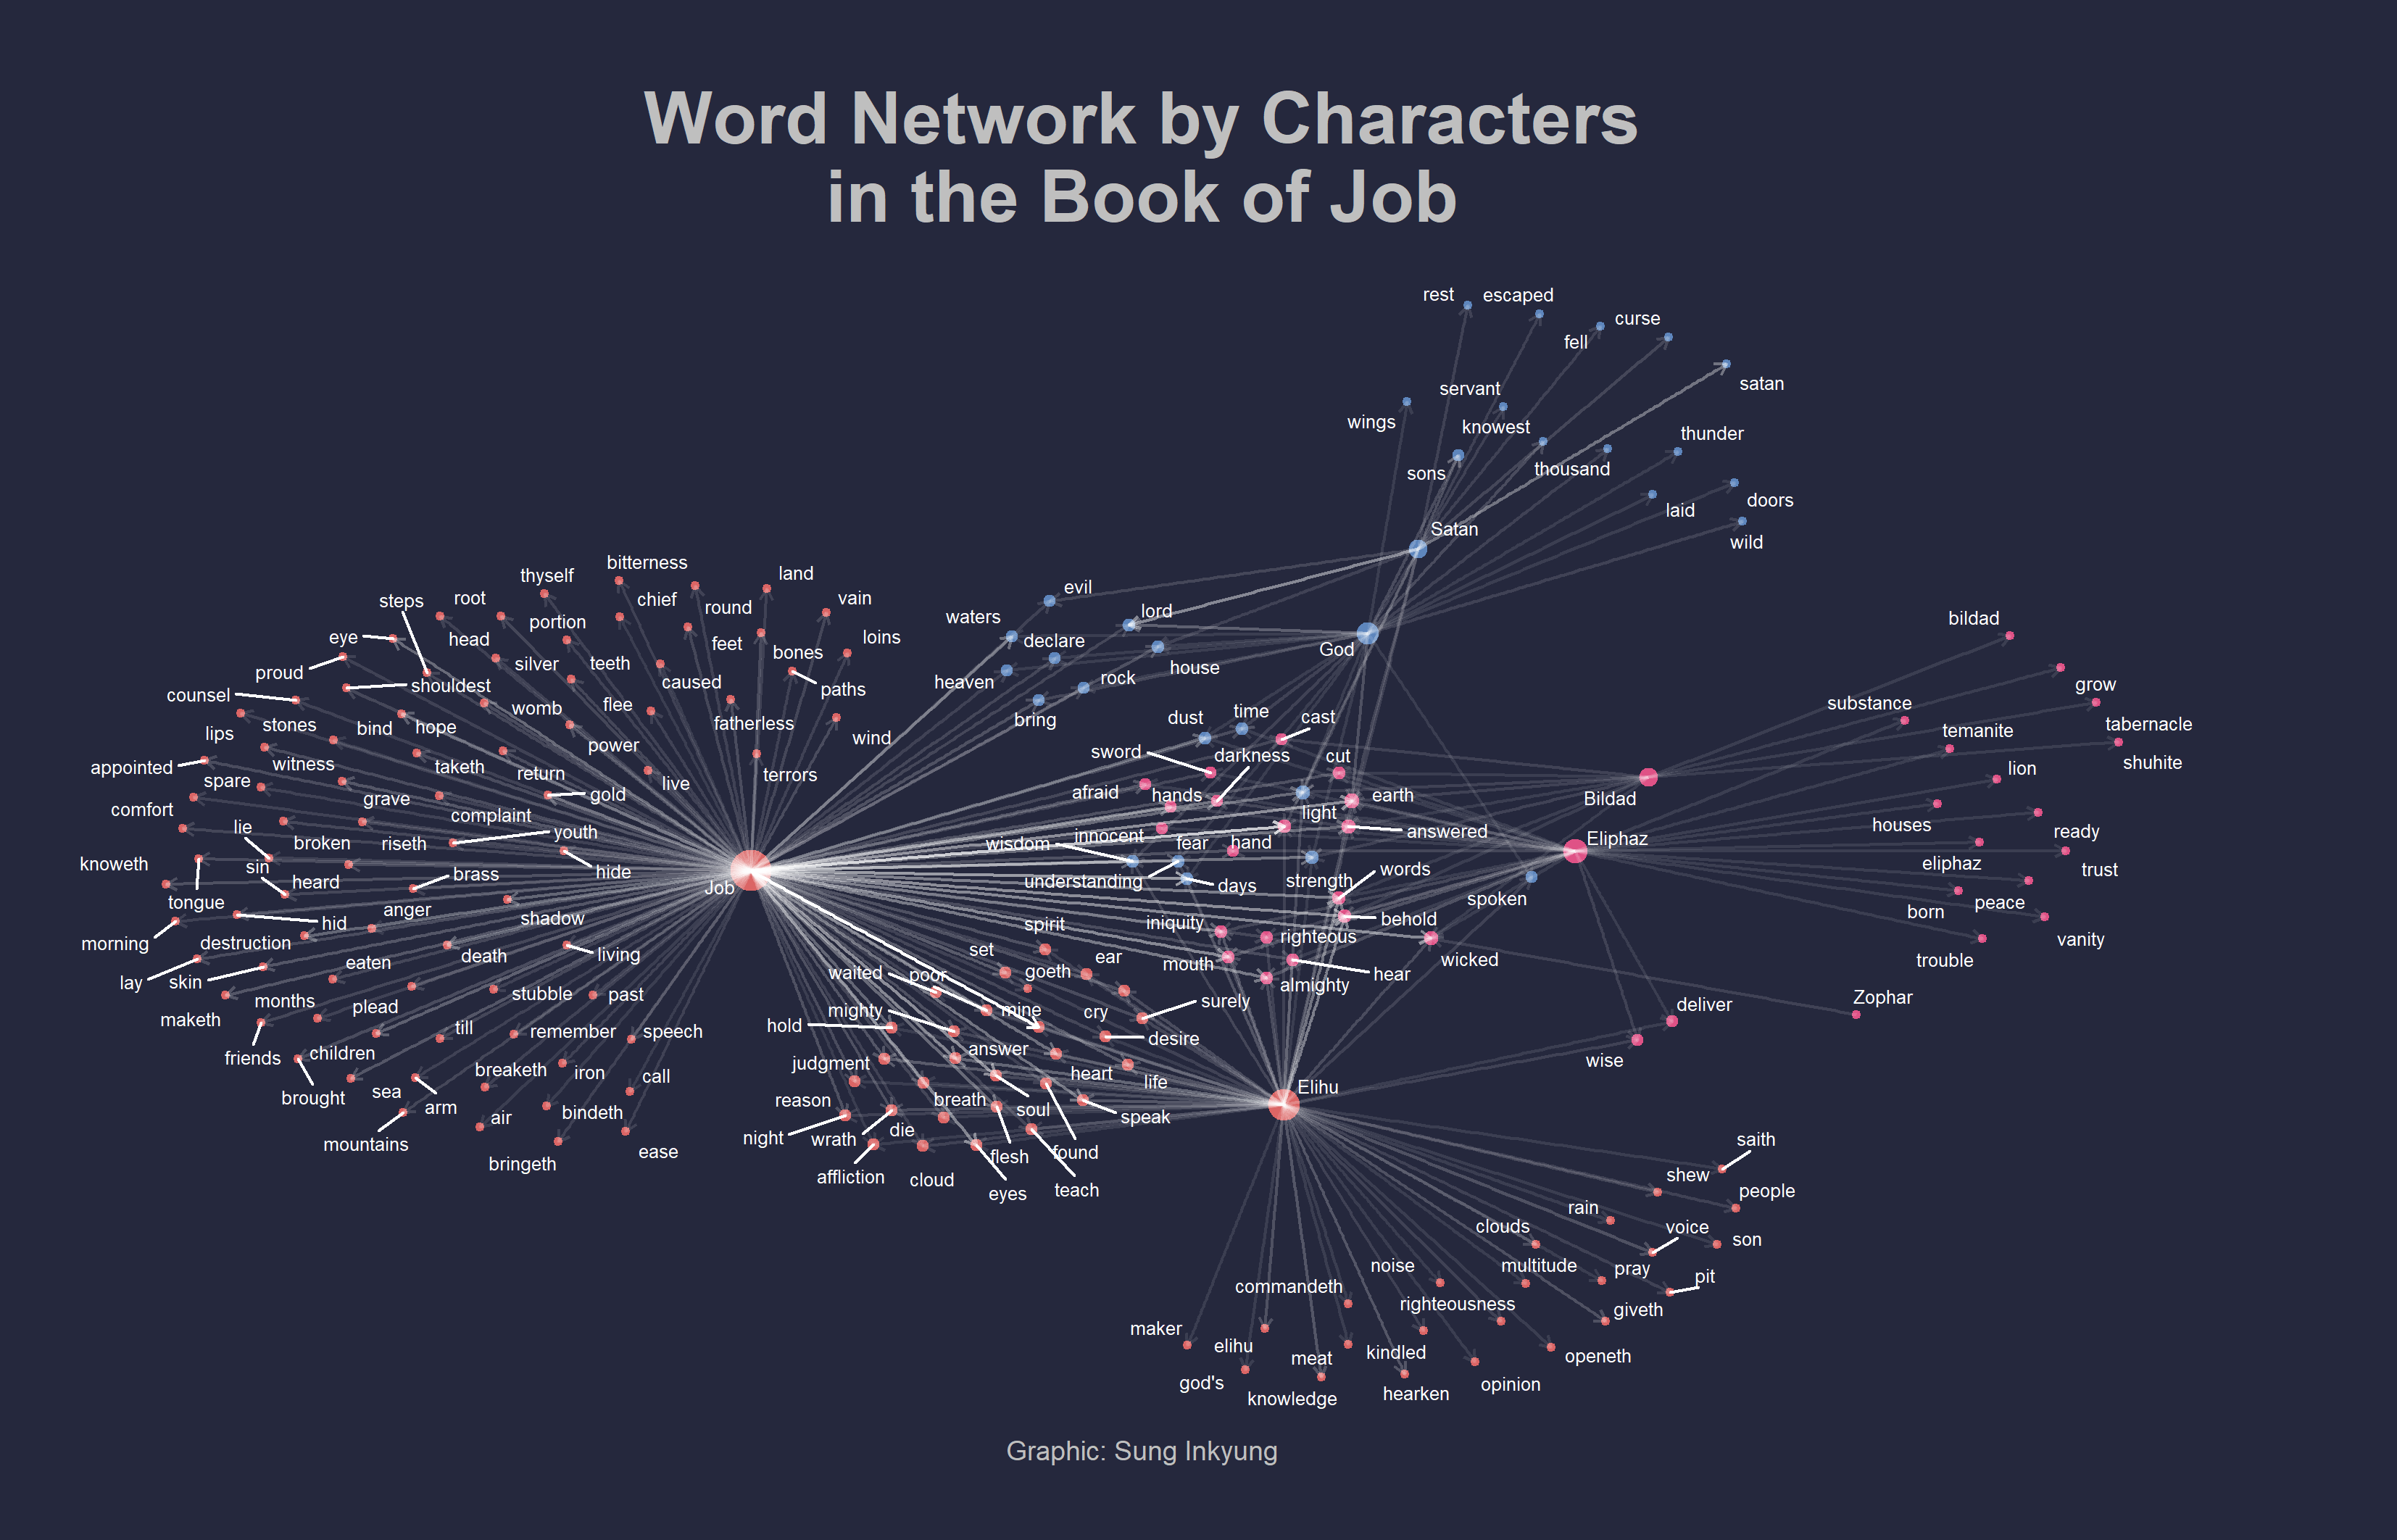 Word Network by Characters
in the Book of Job
rest
escaped
curse
fell
satan
servant
wings
knowest
thunder
sons
thousand
doors
laid
Satan
wild
bitterness
land
thyself
evil
steps
root
chief
vain
lord
round
waters
bildad
portion
eye
head
feet
loins
declare
bones
God
silver
teeth
house
proud
heaven
caused
rock
grow
shouldest
paths
counsel
womb
flee
substance
dust
time
cast
bring
fatherless
tabernacle
stones
bind
hope
temanite
lips
wind
power
sword
darkness
cut
shuhite
witness
taketh
return
terrors
lion
appointed
spare
live
afraid
hands
earth
Bildad
gold
grave
comfort
complaint
light
houses
lie
youth
innocent
answered
ready
broken
riseth
wisdom
fear
hand
Eliphaz
knoweth
sin
hide
eliphaz
words
trust
heard
brass
Job
understanding
days
strength
spoken
tongue
anger
shadow
born
peace
hid
spirit
iniquity
behold
morning
destruction
righteous
vanity
set
ear
living
death
eaten
mouth
wicked
trouble
lay
skin
waited
poor
goeth
hear
stubble
past
almighty
months
Zophar
plead
mighty
mine
cry
surely
deliver
maketh
hold
till
remember
speech
desire
friends
children
answer
judgment
wise
breaketh
iron
heart
life
call
Elihu
sea
brought
arm
reason
breath
soul
air
bindeth
speak
night
wrath
die
saith
mountains
ease
flesh
found
bringeth
affliction
cloud
shew
eyes
teach
people
rain
clouds
voice
son
noise
multitude
pray
pit
commandeth
righteousness
giveth
maker
elihu
meat
kindled
openeth
god's
opinion
knowledge
hearken
Graphic: Sung Inkyung